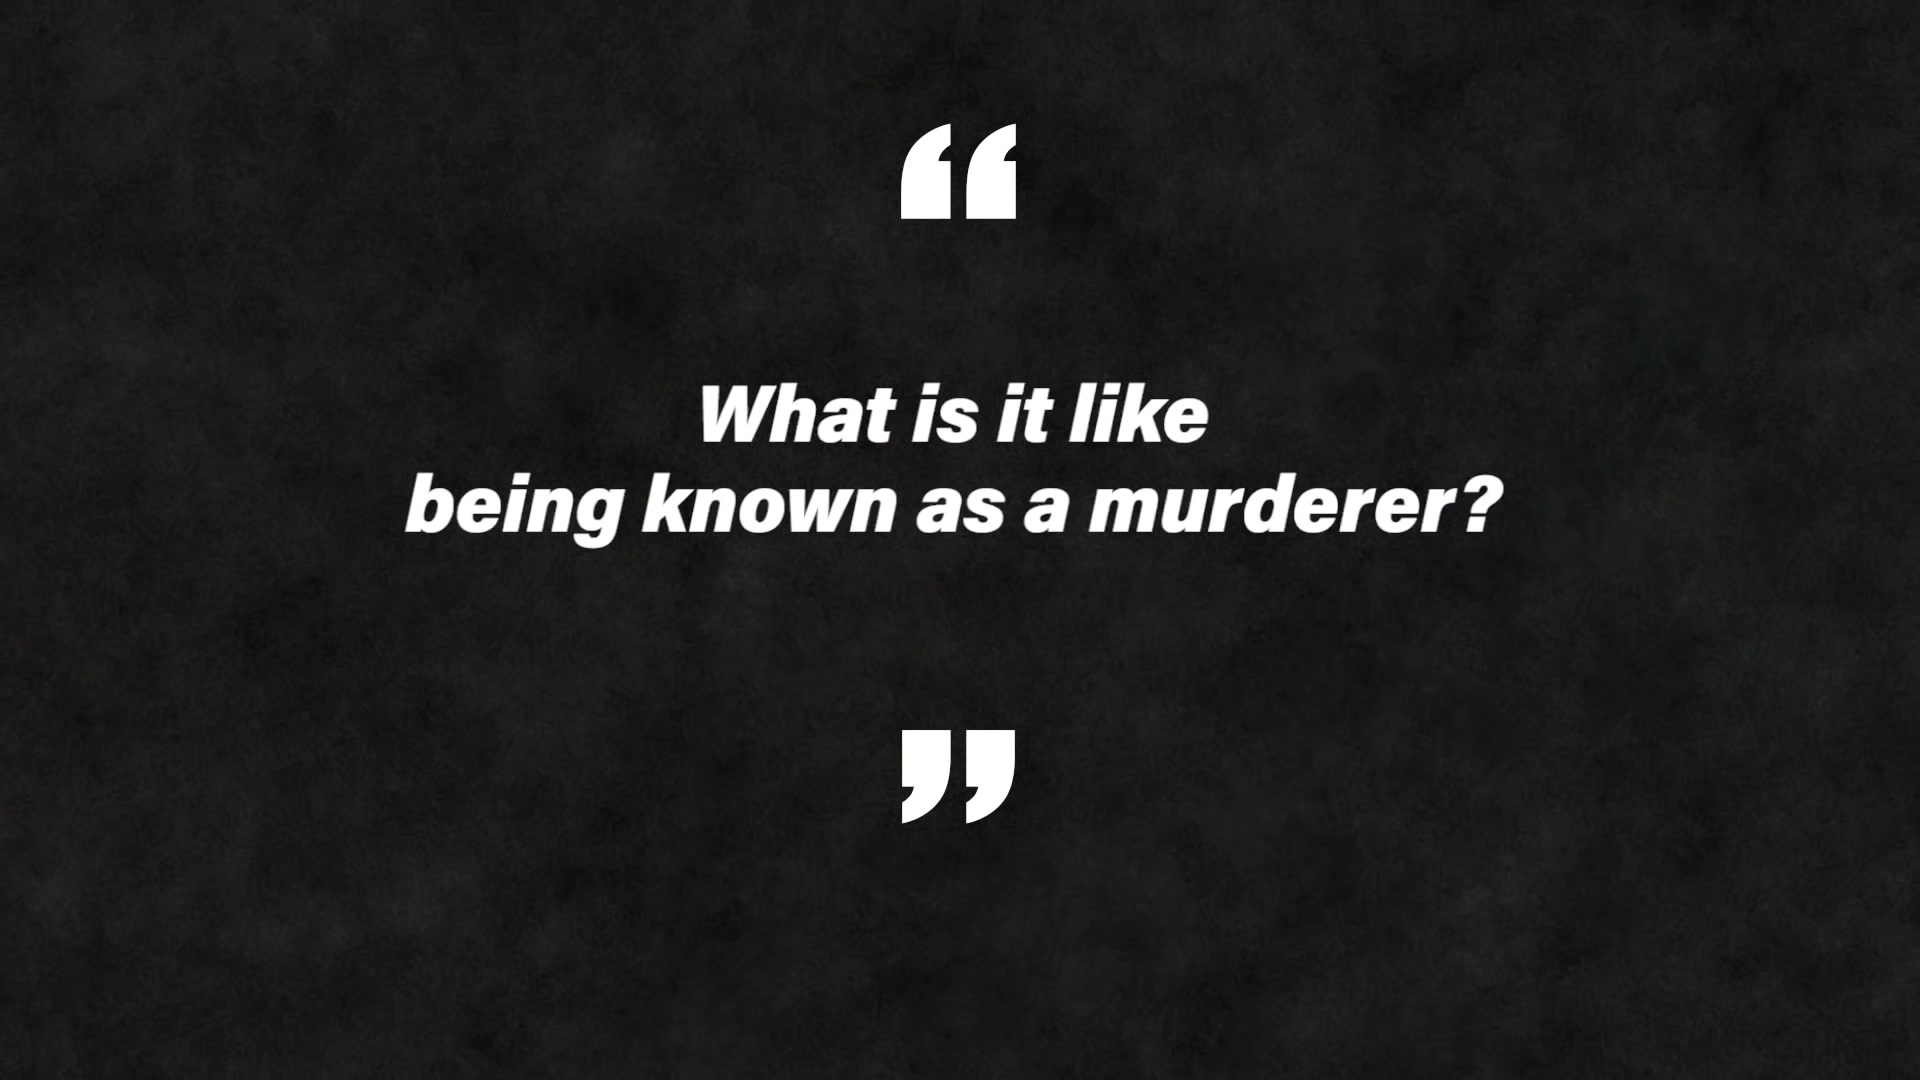 “
What is it like
being known as a murderer?
”